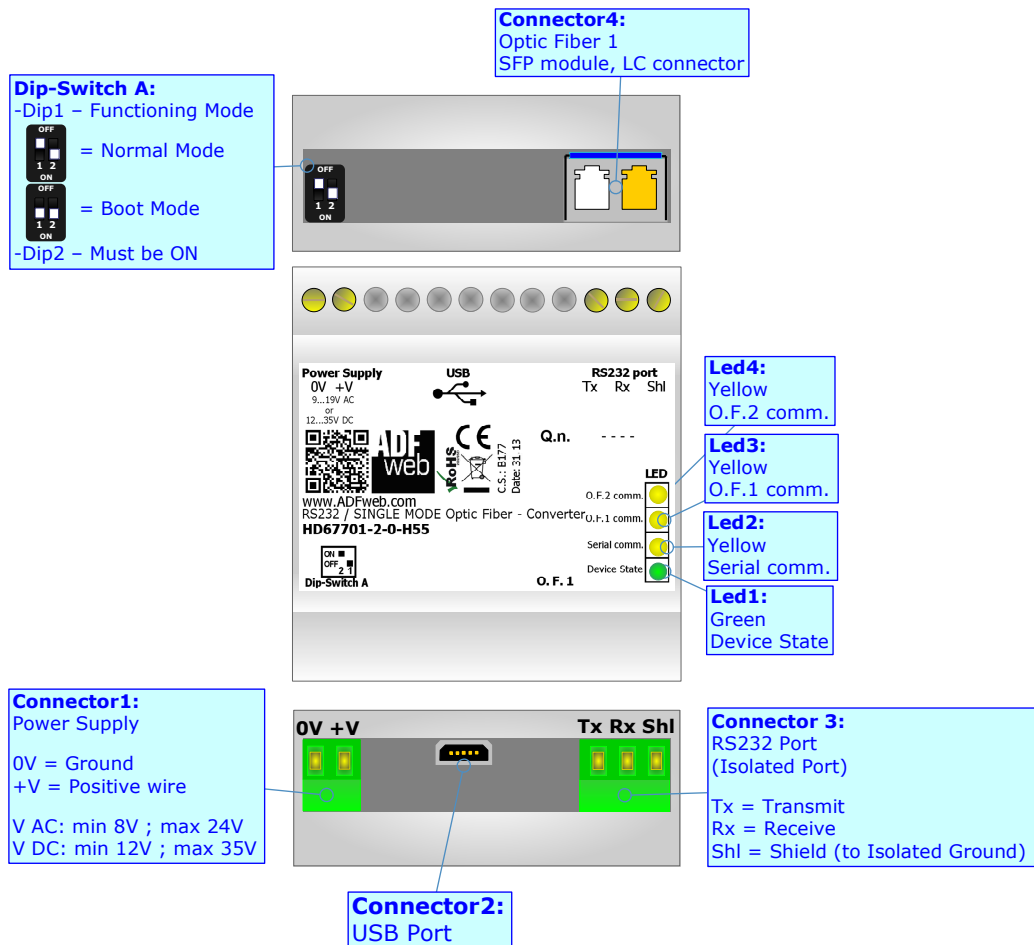 Connector4:
Optic Fiber 1
SFP module, LC connector
Dip-Switch A:
-Dip1 – Functioning Mode
OFF
1 2
ON
= Normal Mode
OFF
1 2
ON
= Boot Mode
-Dip2 – Must be ON
OFF
1 2
ON
Power Supply
0V +V
9...19V AC
or
12...35V DC
USB
RS232 port
Tx Rx Shl
ADF
web
RoHS
CE
C.S.: B177
Date: 31 13
Q.n. - - - -
www.ADFweb.com
RS232 / SINGLE MODE Optic Fiber - Converter
HD67701-2-0-H55
ON
OFF
2 1
Dip-Switch A
O. F. 1
LED
O.F.2 comm.
O.F.1 comm.
Serial comm.
Device State
Led4:
Yellow
O.F.2 comm.
Led3:
Yellow
O.F.1 comm.
Led2:
Yellow
Serial comm.
Led1:
Green
Device State
Connector1:
Power Supply
0V = Ground
+V = Positive wire
V AC: min 8V ; max 24V
V DC: min 12V ; max 35V
0V +V
Tx Rx Shl
Connector 3:
RS232 Port
(Isolated Port)
Tx = Transmit
Rx = Receive
Shl = Shield (to Isolated Ground)
Connector2:
USB Port